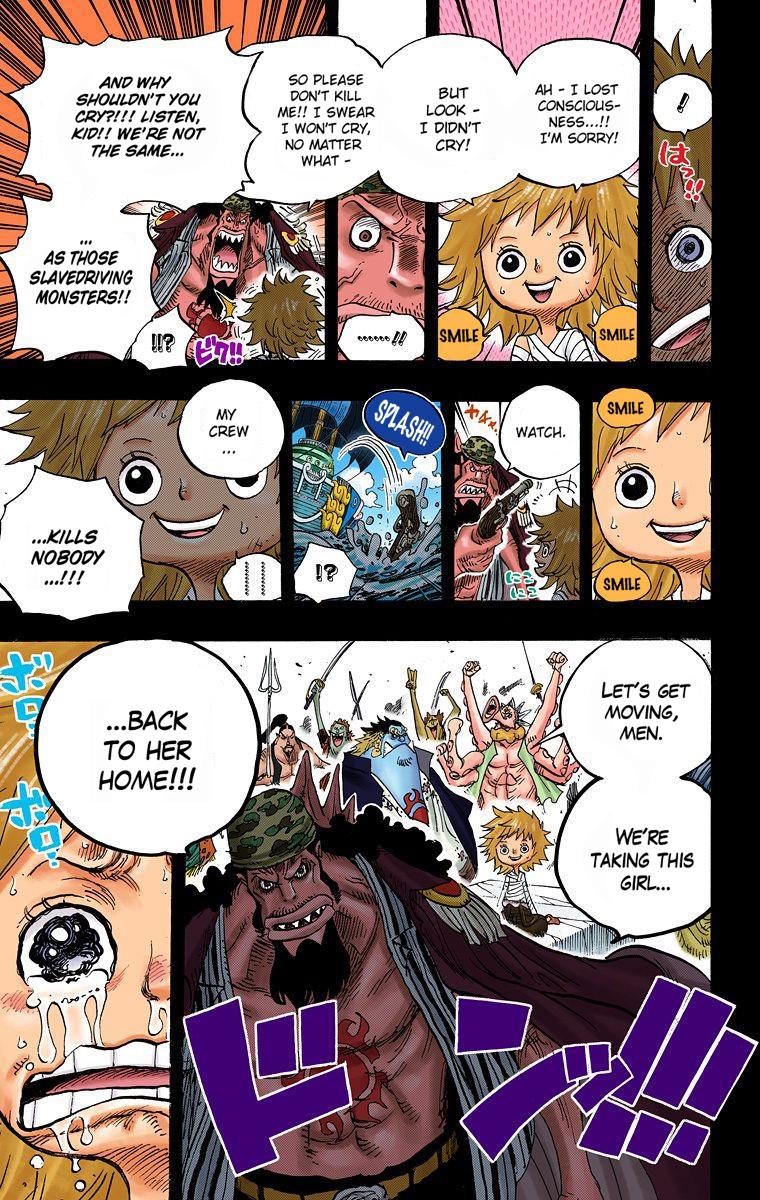 !
はっ!!
AH - I LOST
CONSCIOUS-
NESS...!!
I'M SORRY!
SMILE
SMILE
BUT
LOOK -
I DIDN'T
CRY!
SO PLEASE
DON'T KILL
ME!! I SWEAR
I WON'T CRY,
NO MATTER
WHAT -
........!!
AND WHY
SHOULDN'T YOU
CRY?!!! LISTEN,
KID!! WE'RE NOT
THE SAME...
...
AS THOSE
SLAVEDRIVING
MONSTERS!!
!!?
ビクッ!!
SMILE
SMILE
WATCH.
にこ
にこ
SPLASH!!
!?
MY
CREW
...
...KILLS
NOBODY
...!!!
LET'S GET
MOVING,
MEN.
WE'RE
TAKING THIS
GIRL...
...BACK
TO HER
HOME!!!
ボロ
ボロ
ドンッ!!!